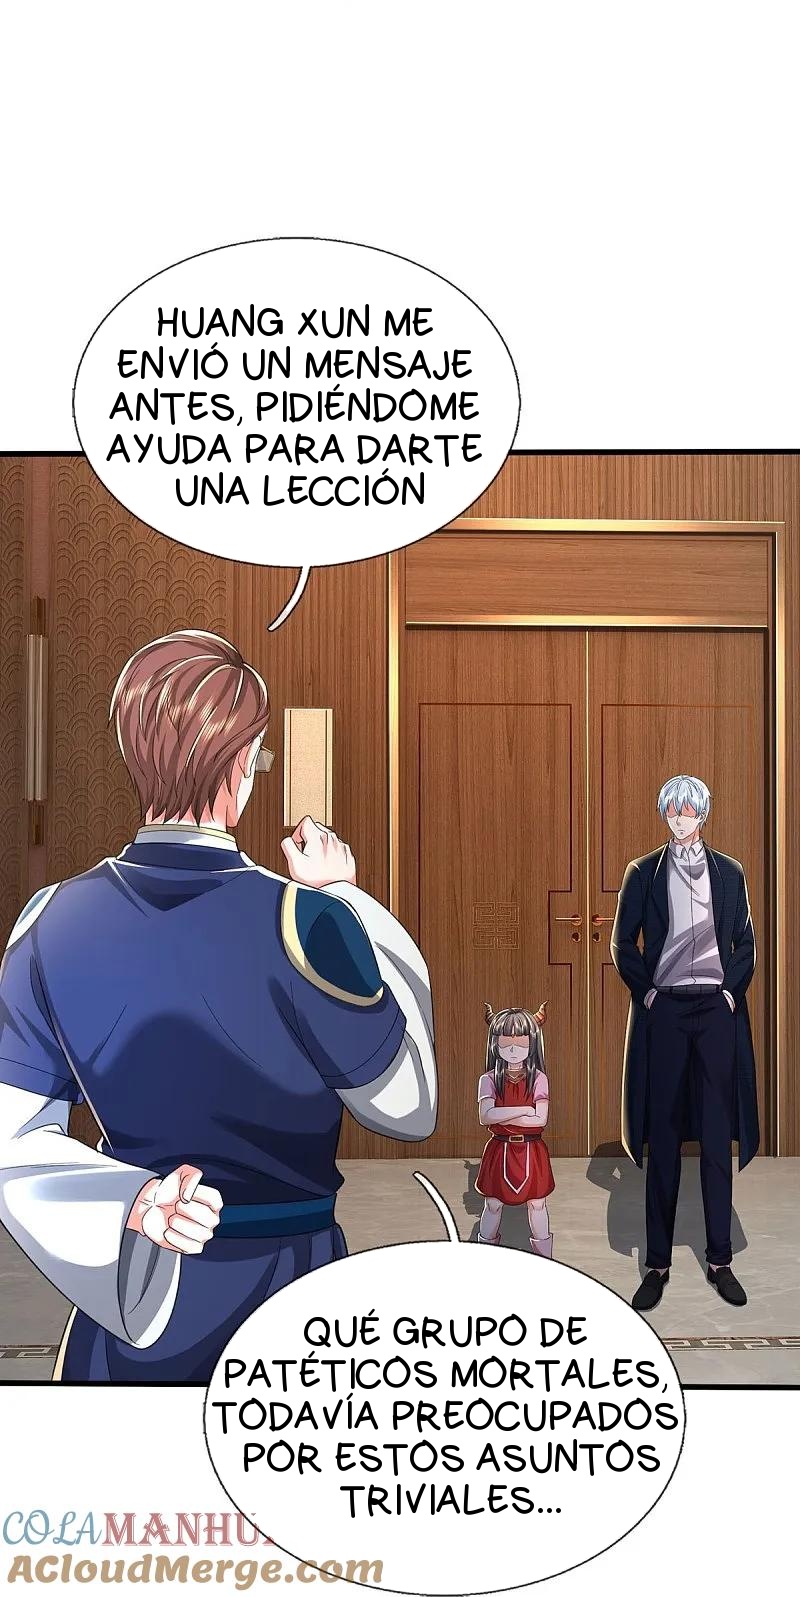 HUANG XUN ME
ENVIÓ UN MENSAJE
ANTES, PIDIÉNDOME
AYUDA PARA DARTE
UNA LECCIÓN
QUÉ GRUPO DE
PATÉTICOS MORTALES,
TODAVÍA PREOCUPADOS
POR ESTOS ASUNTOS
TRIVIALES...
COLAMANHU
ACloudMerge.com